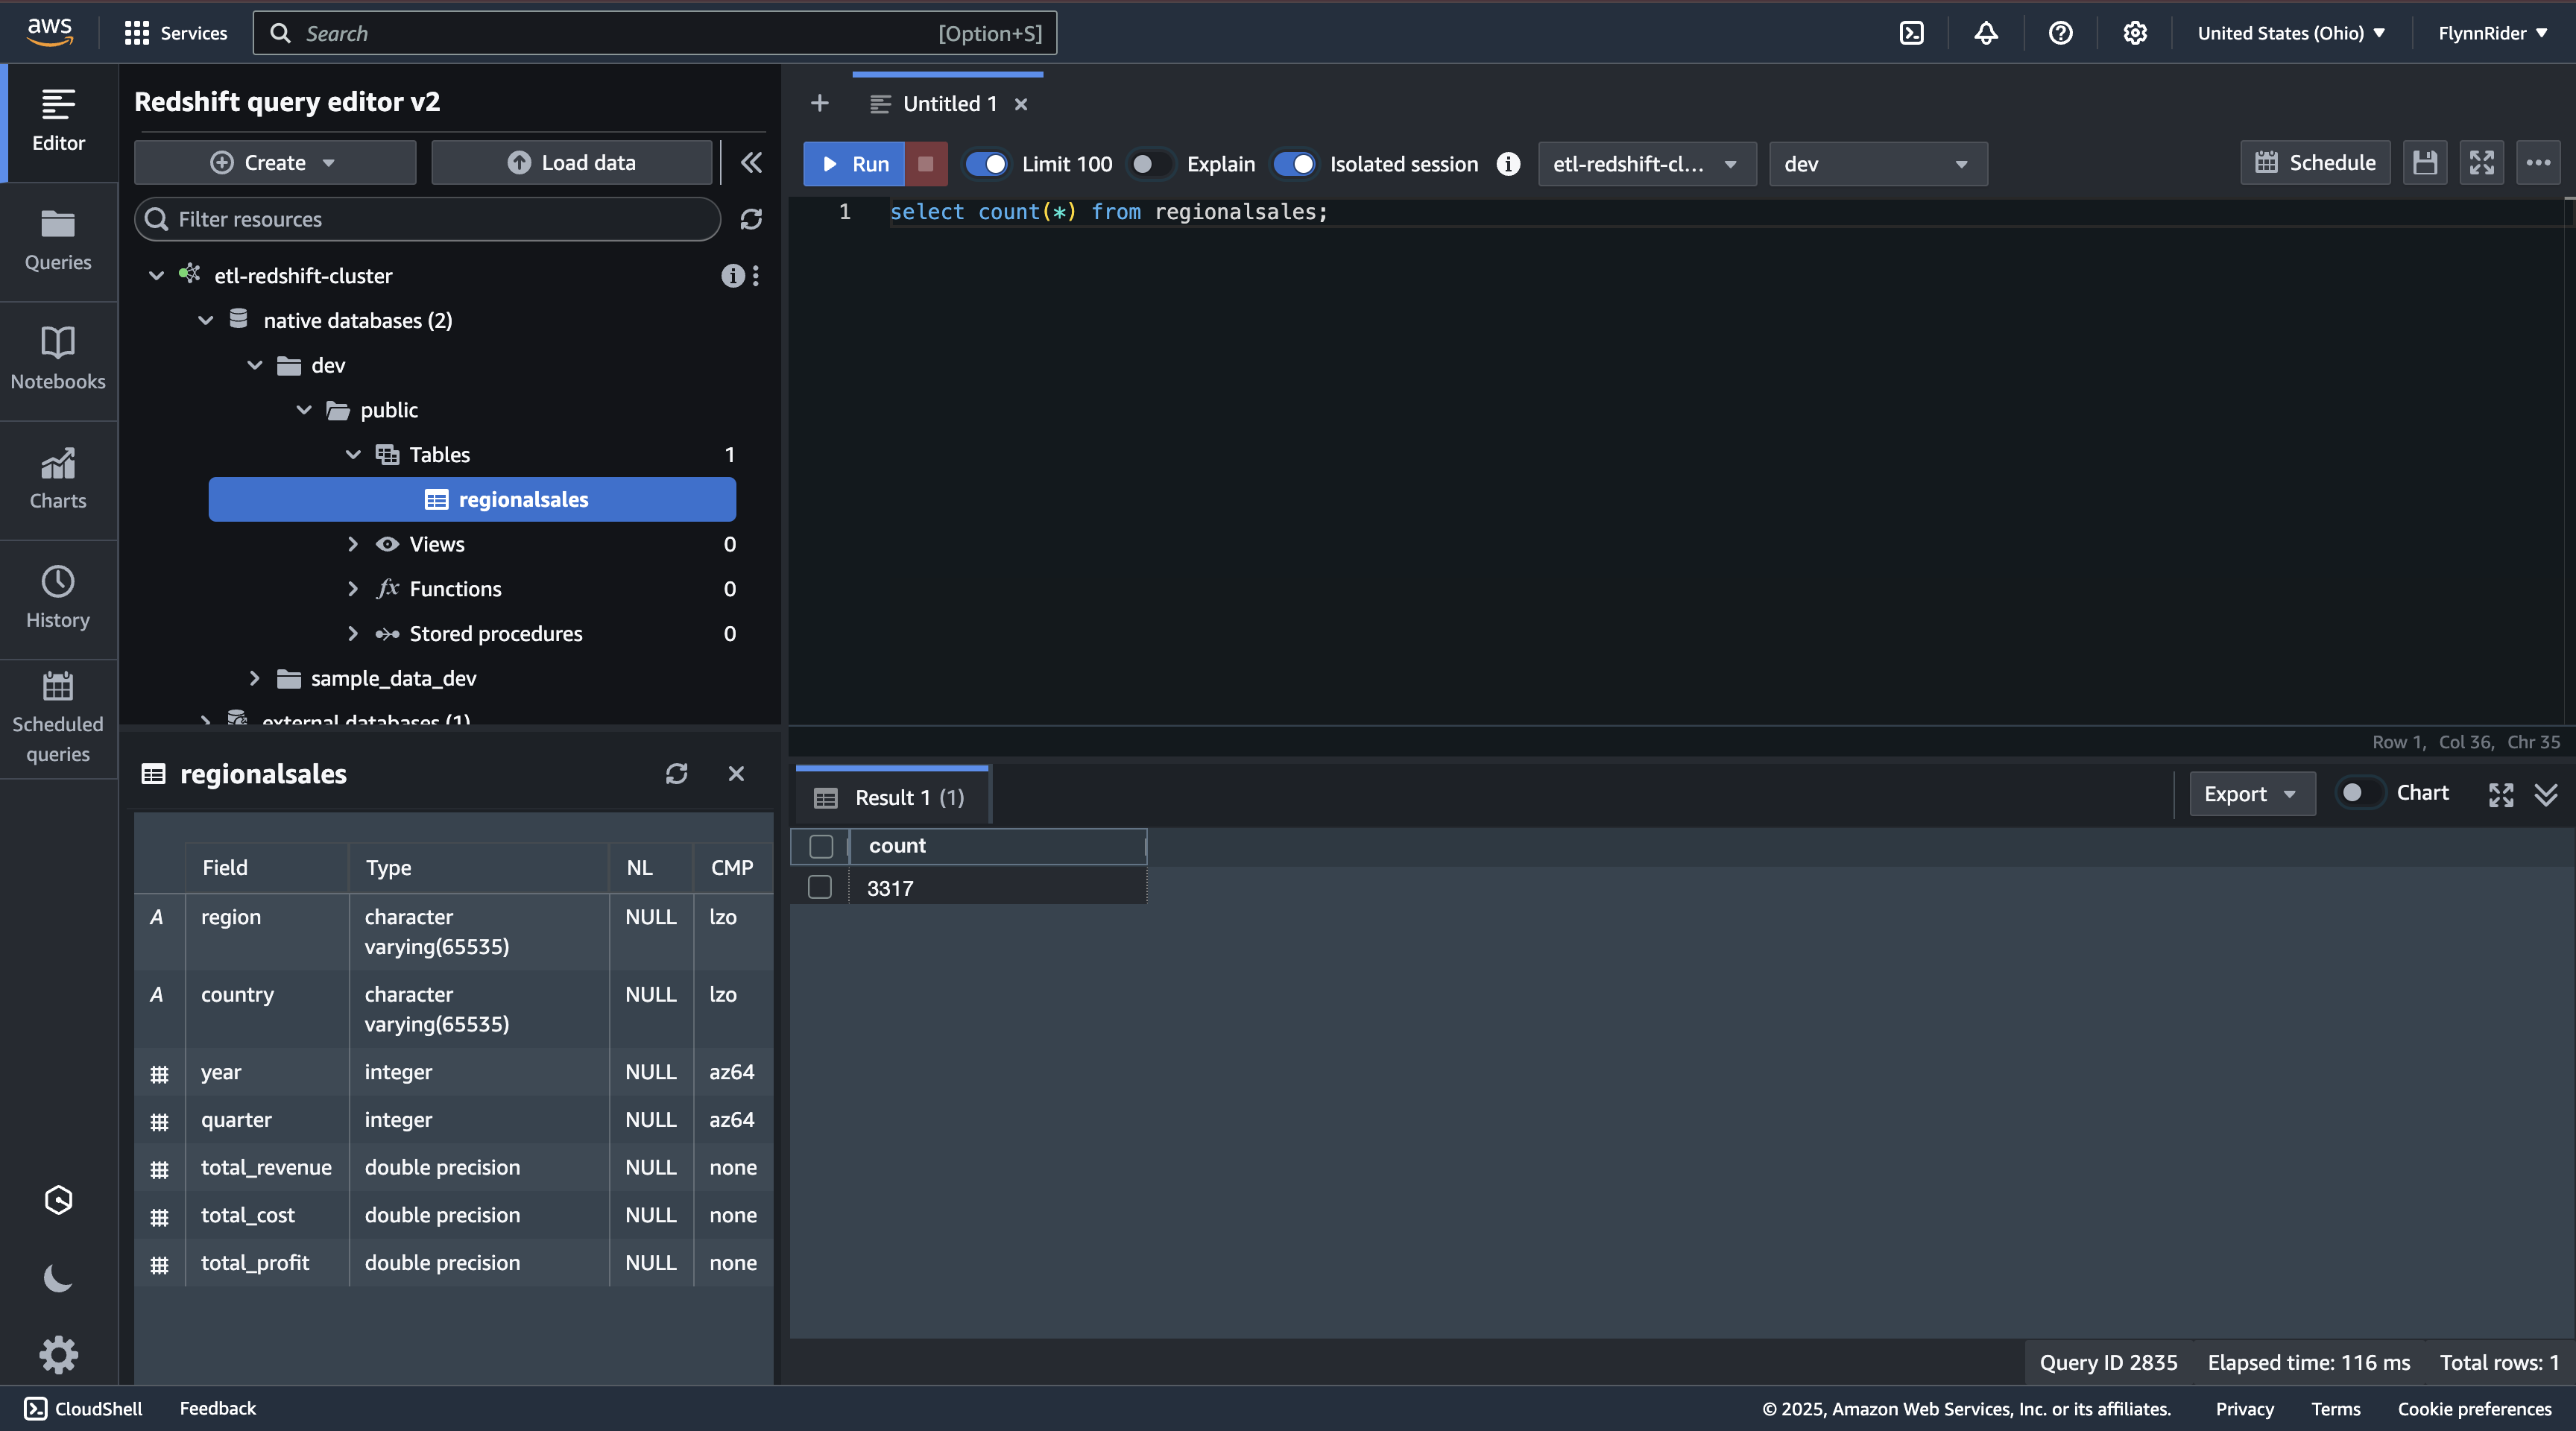 aws
Services
Search
[Option+S]
United States (Ohio)
FlynnRider
Editor
Queries
Notebooks
Charts
History
Scheduled
queries
Redshift query editor v2
Create
Load data
Filter resources
etl-redshift-cluster
native databases (2)
dev
public
Tables 1
regionalsales
Views 0
fx Functions 0
Stored procedures 0
sample_data_dev
external databases (1)
regionalsales
Field Type NL CMP
A region character NULL lzo
varying(65535)
A country character NULL lzo
varying(65535)
year integer NULL az64
quarter integer NULL az64
total_revenue double precision NULL none
total_cost double precision NULL none
total_profit double precision NULL none
Untitled 1
Run Limit 100 Explain Isolated session etl-redshift-cl... dev Schedule
1 select count(*) from regionalsales;
Row 1, Col 36, Chr 35
Result 1 (1)
Export Chart
count
3317
Query ID 2835 Elapsed time: 116 ms Total rows: 1
CloudShell Feedback
© 2025, Amazon Web Services, Inc. or its affiliates. Privacy Terms Cookie preferences